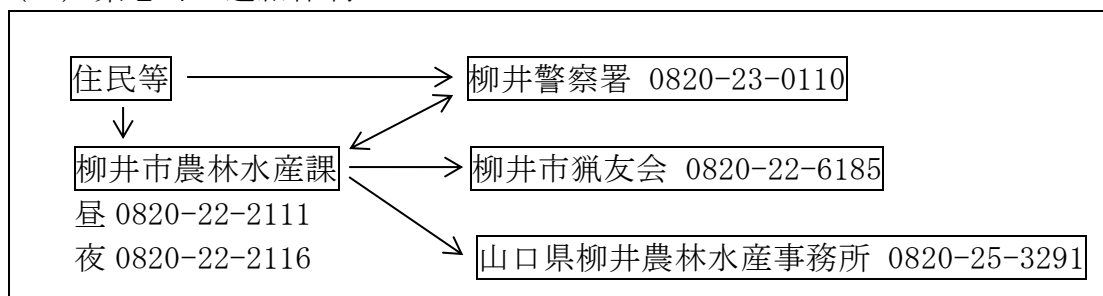 住民等
柳井警察署 0820-23-0110
柳井市農林水産課
柳井市猟友会 0820-22-6185
昼 0820-22-2111
夜 0820-22-2116
山口県柳井農林水産事務所 0820-25-3291